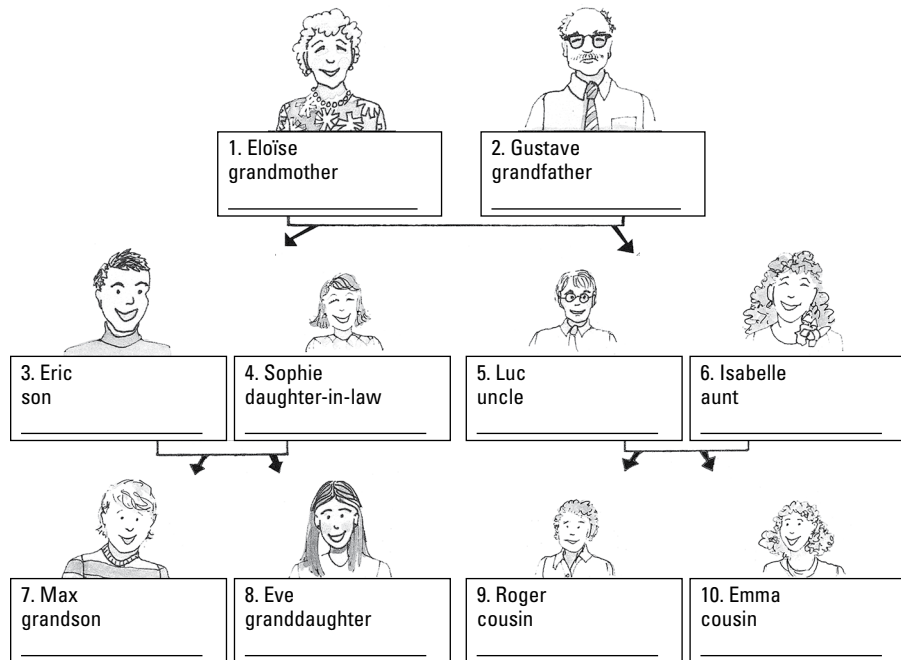 1. Eloïse
grandmother
2. Gustave
grandfather
3. Eric
son
4. Sophie
daughter-in-law
5. Luc
uncle
6. Isabelle
aunt
7. Max
grandson
8. Eve
granddaughter
9. Roger
cousin
10. Emma
cousin